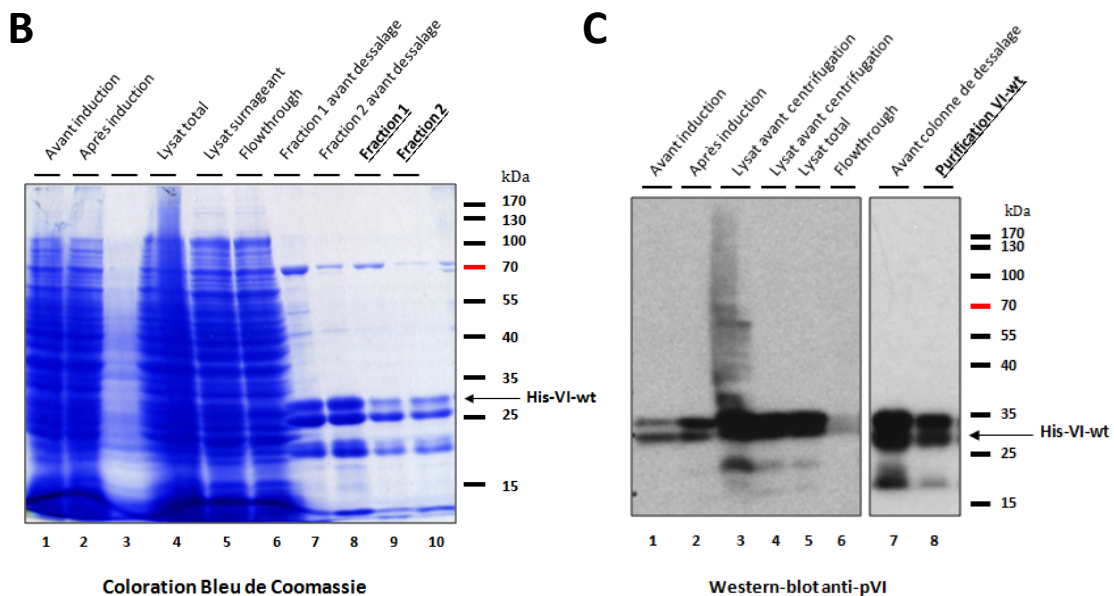 B
Avant induction
Après induction
Lysat total
Lysat surnageant
Flowthrough
Fraction 1 avant dessalage
Fraction 2 avant dessalage
Fraction 1
Fraction 2
kDa
170
130
100
70
55
40
35
25
15
His-VI-wt
1 2 3 4 5 6 7 8 9 10
Coloration Bleu de Coomassie
C
Avant induction
Après induction
Lysat avant centrifugation
Lysat avant centrifugation
Lysat total
Flowthrough
Avant colonne de dessalage
Purification VI-wt
kDa
170
130
100
70
55
40
35
25
15
His-VI-wt
1 2 3 4 5 6 7 8
Western-blot anti-pVI